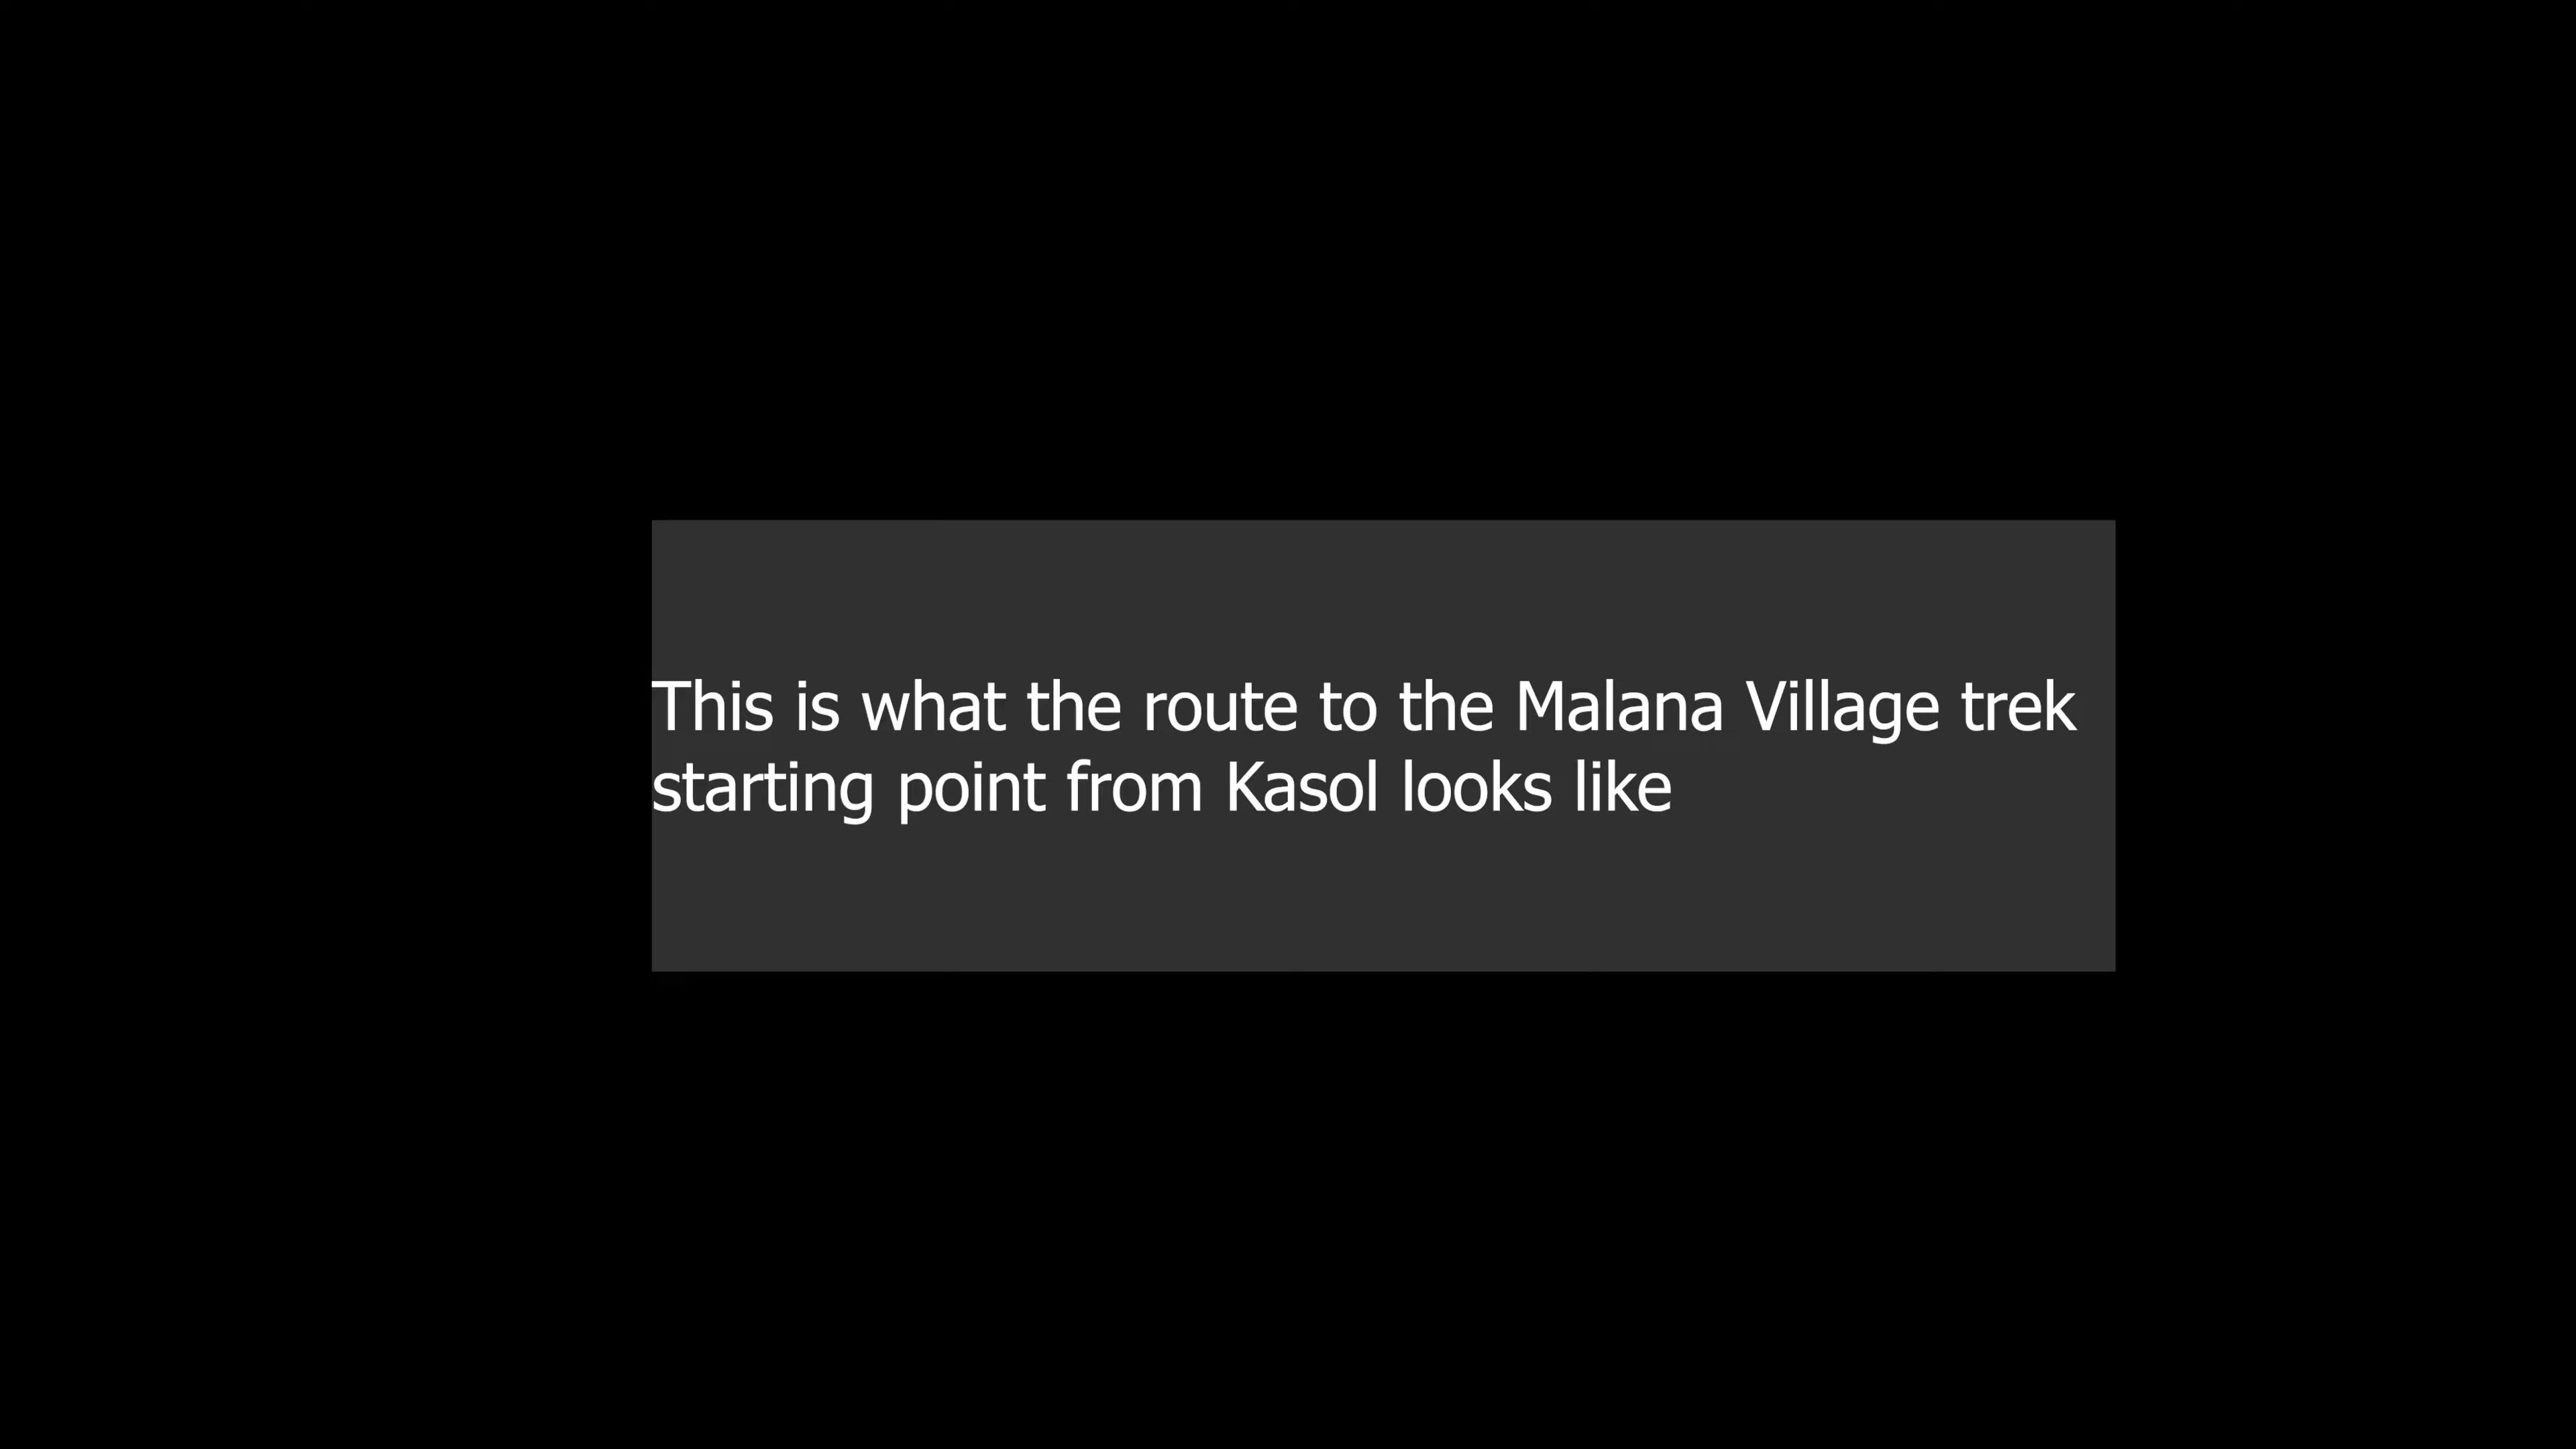 This is what the route to the Malana Village trek
starting point from Kasol looks like